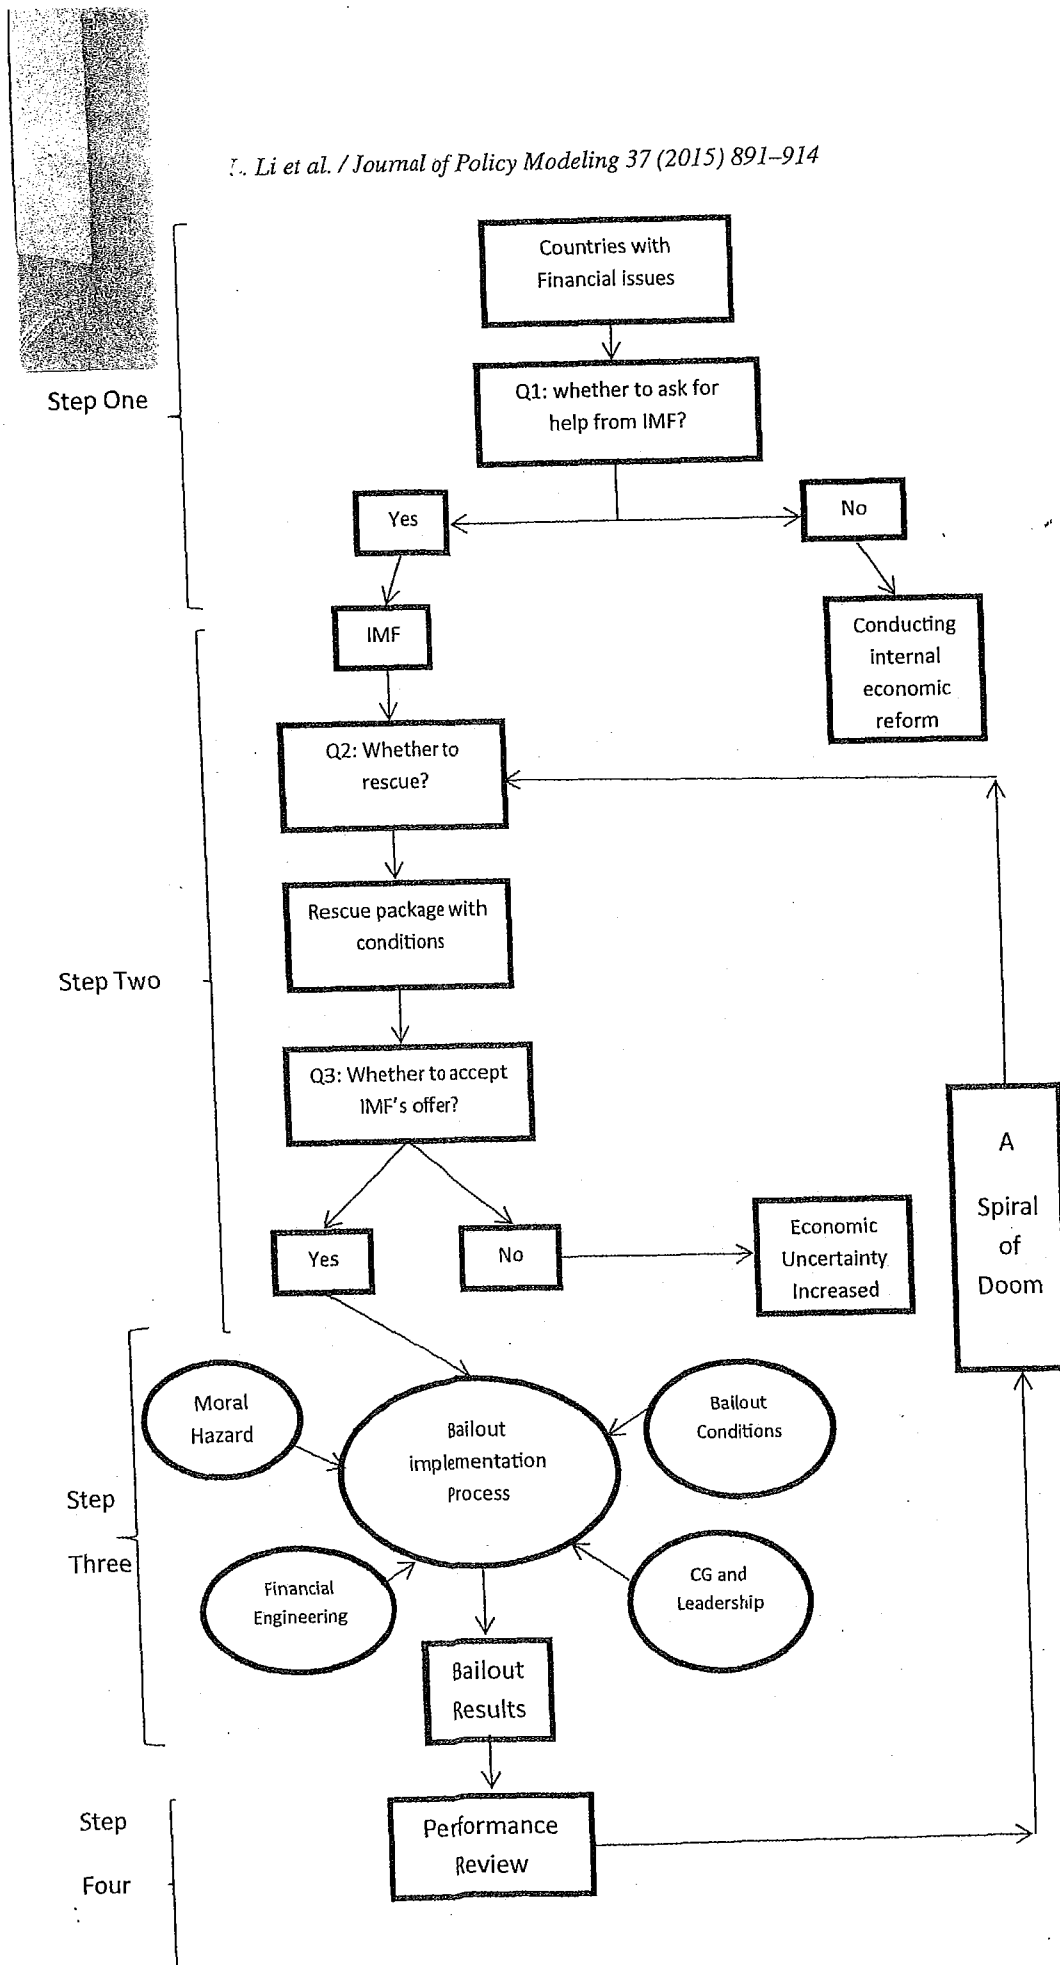 L. Li et al. / Journal of Policy Modeling 37 (2015) 891–914
Countries with
Financial issues
Step One
Q1: whether to ask for
help from IMF?
Yes
No
IMF
Conducting
internal
economic
reform
Q2: Whether to
rescue?
Rescue package with
conditions
Step Two
Q3: Whether to accept
IMF's offer?
A
Spiral
of
Doom
Yes
No
Economic
Uncertainty
Increased
Moral
Hazard
Bailout
implementation
Process
Bailout
Conditions
Step
Three
Financial
Engineering
CG and
Leadership
Bailout
Results
Step
Four
Performance
Review